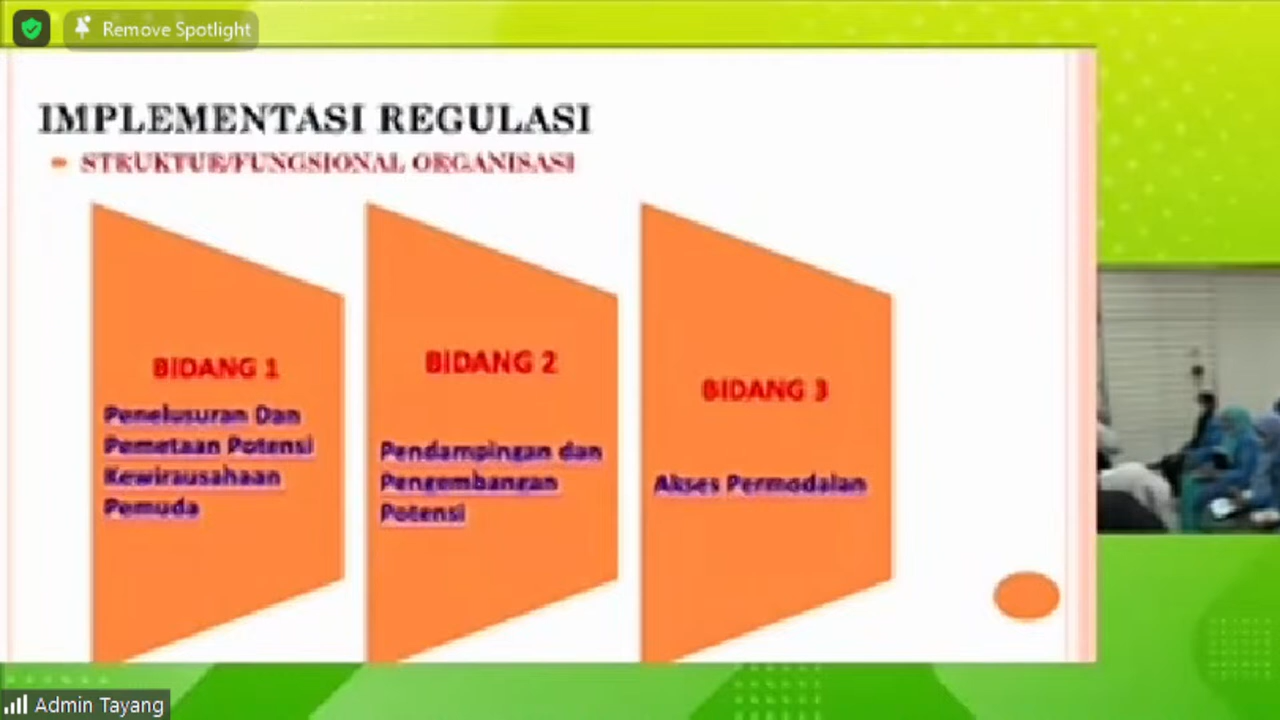 Remove Spotlight
IMPLEMENTASI REGULASI
STRUKTUR/FUNGSIONAL ORGANISASI
BIDANG 1
Penelusuran Dan
Pemetaan Potensi
Kewirausahaan
Pemuda
BIDANG 2
Pendampingan dan
Pengembangan
Potensi
BIDANG 3
Akses Permodalan
Admin Tayang